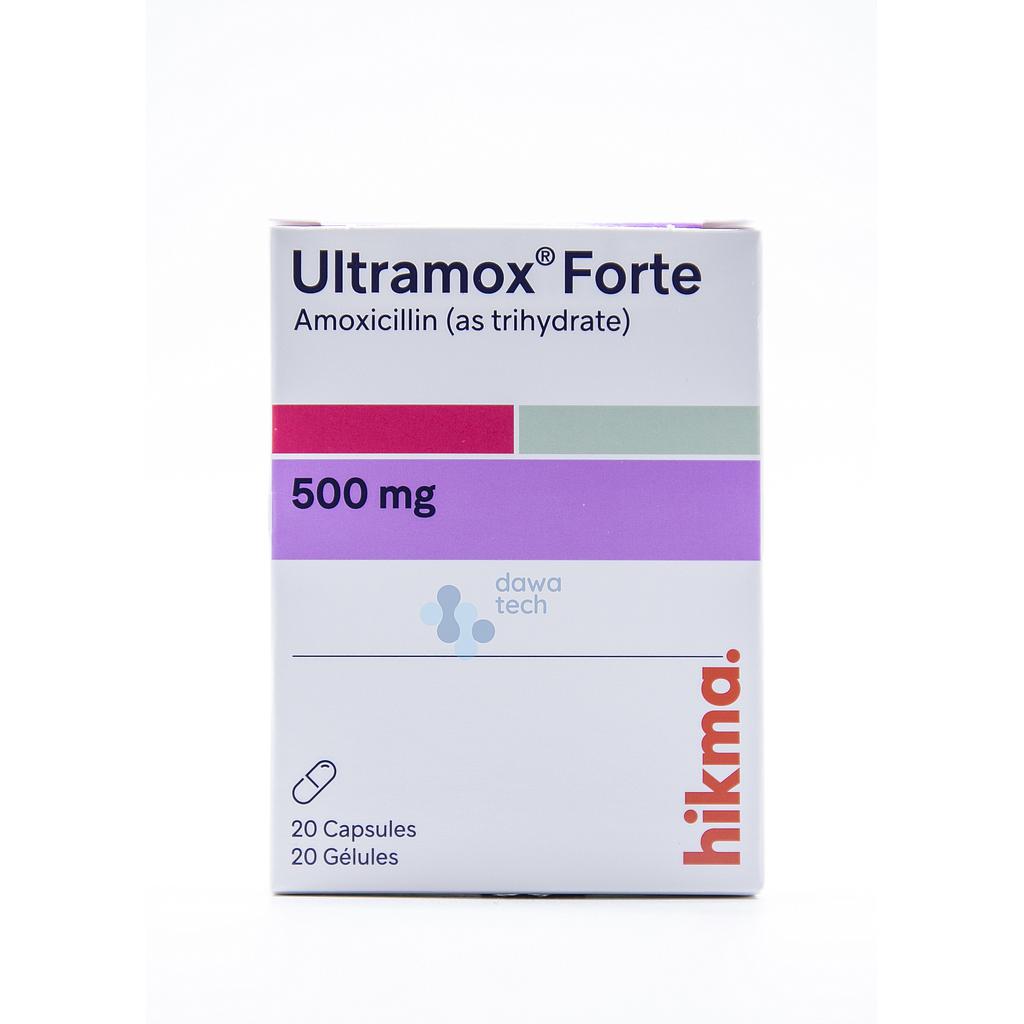 Ultramox® Forte
Amoxicillin (as trihydrate)
500 mg
dawa
tech
hikma.
20 Capsules
20 Gélules